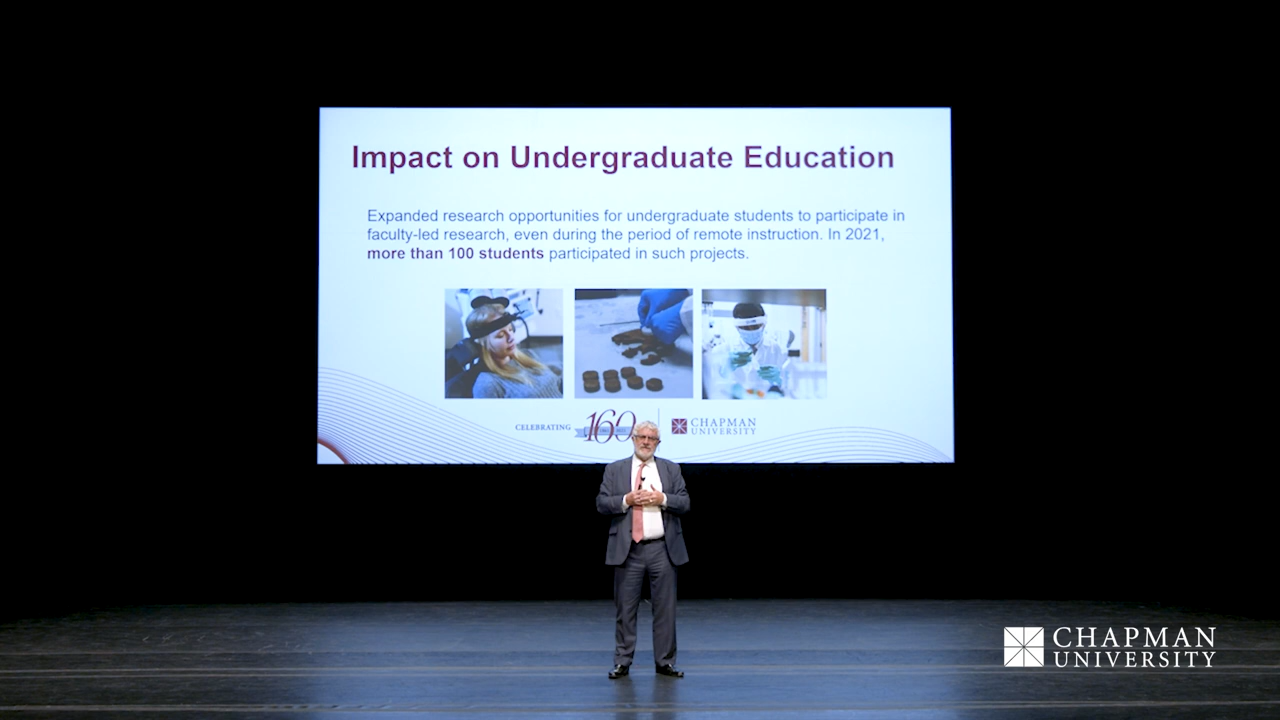 Impact on Undergraduate Education
Expanded research opportunities for undergraduate students to participate in
faculty-led research, even during the period of remote instruction. In 2021,
more than 100 students participated in such projects.
CELEBRATING
160
CHAPMAN
UNIVERSITY
CHAPMAN
UNIVERSITY